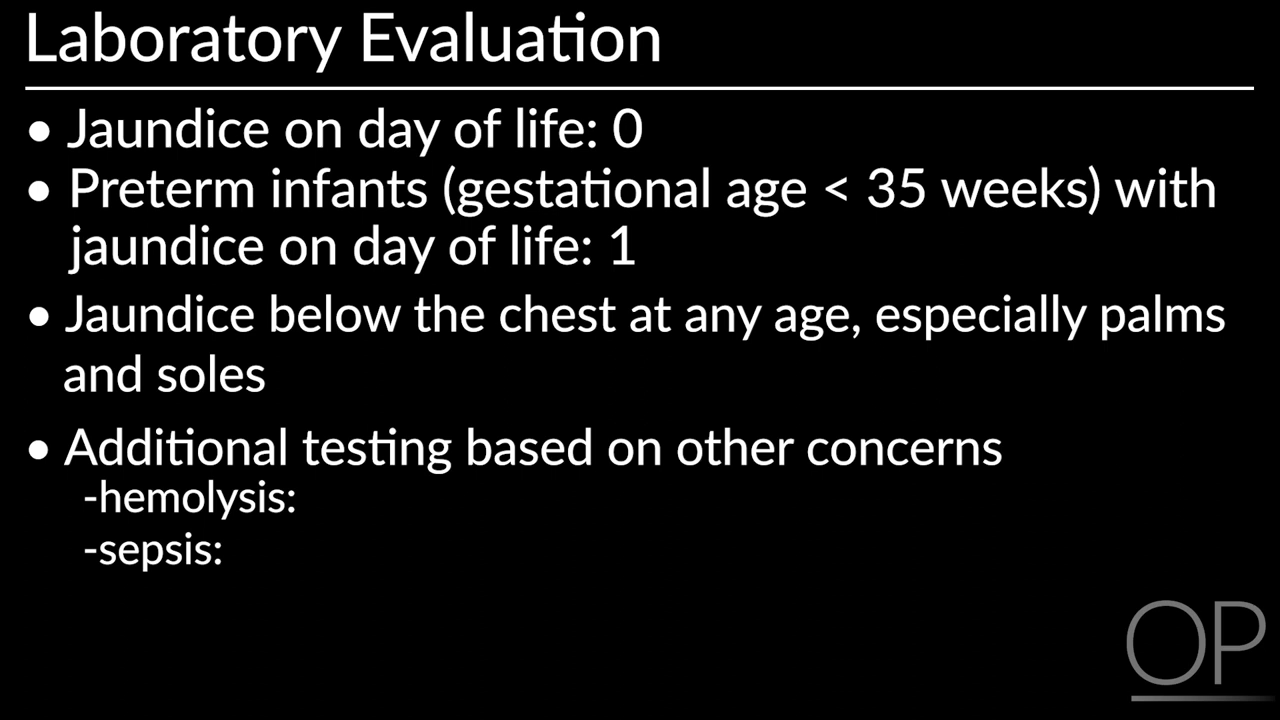 Laboratory Evaluation
• Jaundice on day of life: 0
• Preterm infants (gestational age < 35 weeks) with
jaundice on day of life: 1
• Jaundice below the chest at any age, especially palms
and soles
• Additional testing based on other concerns
-hemolysis:
-sepsis:
OP